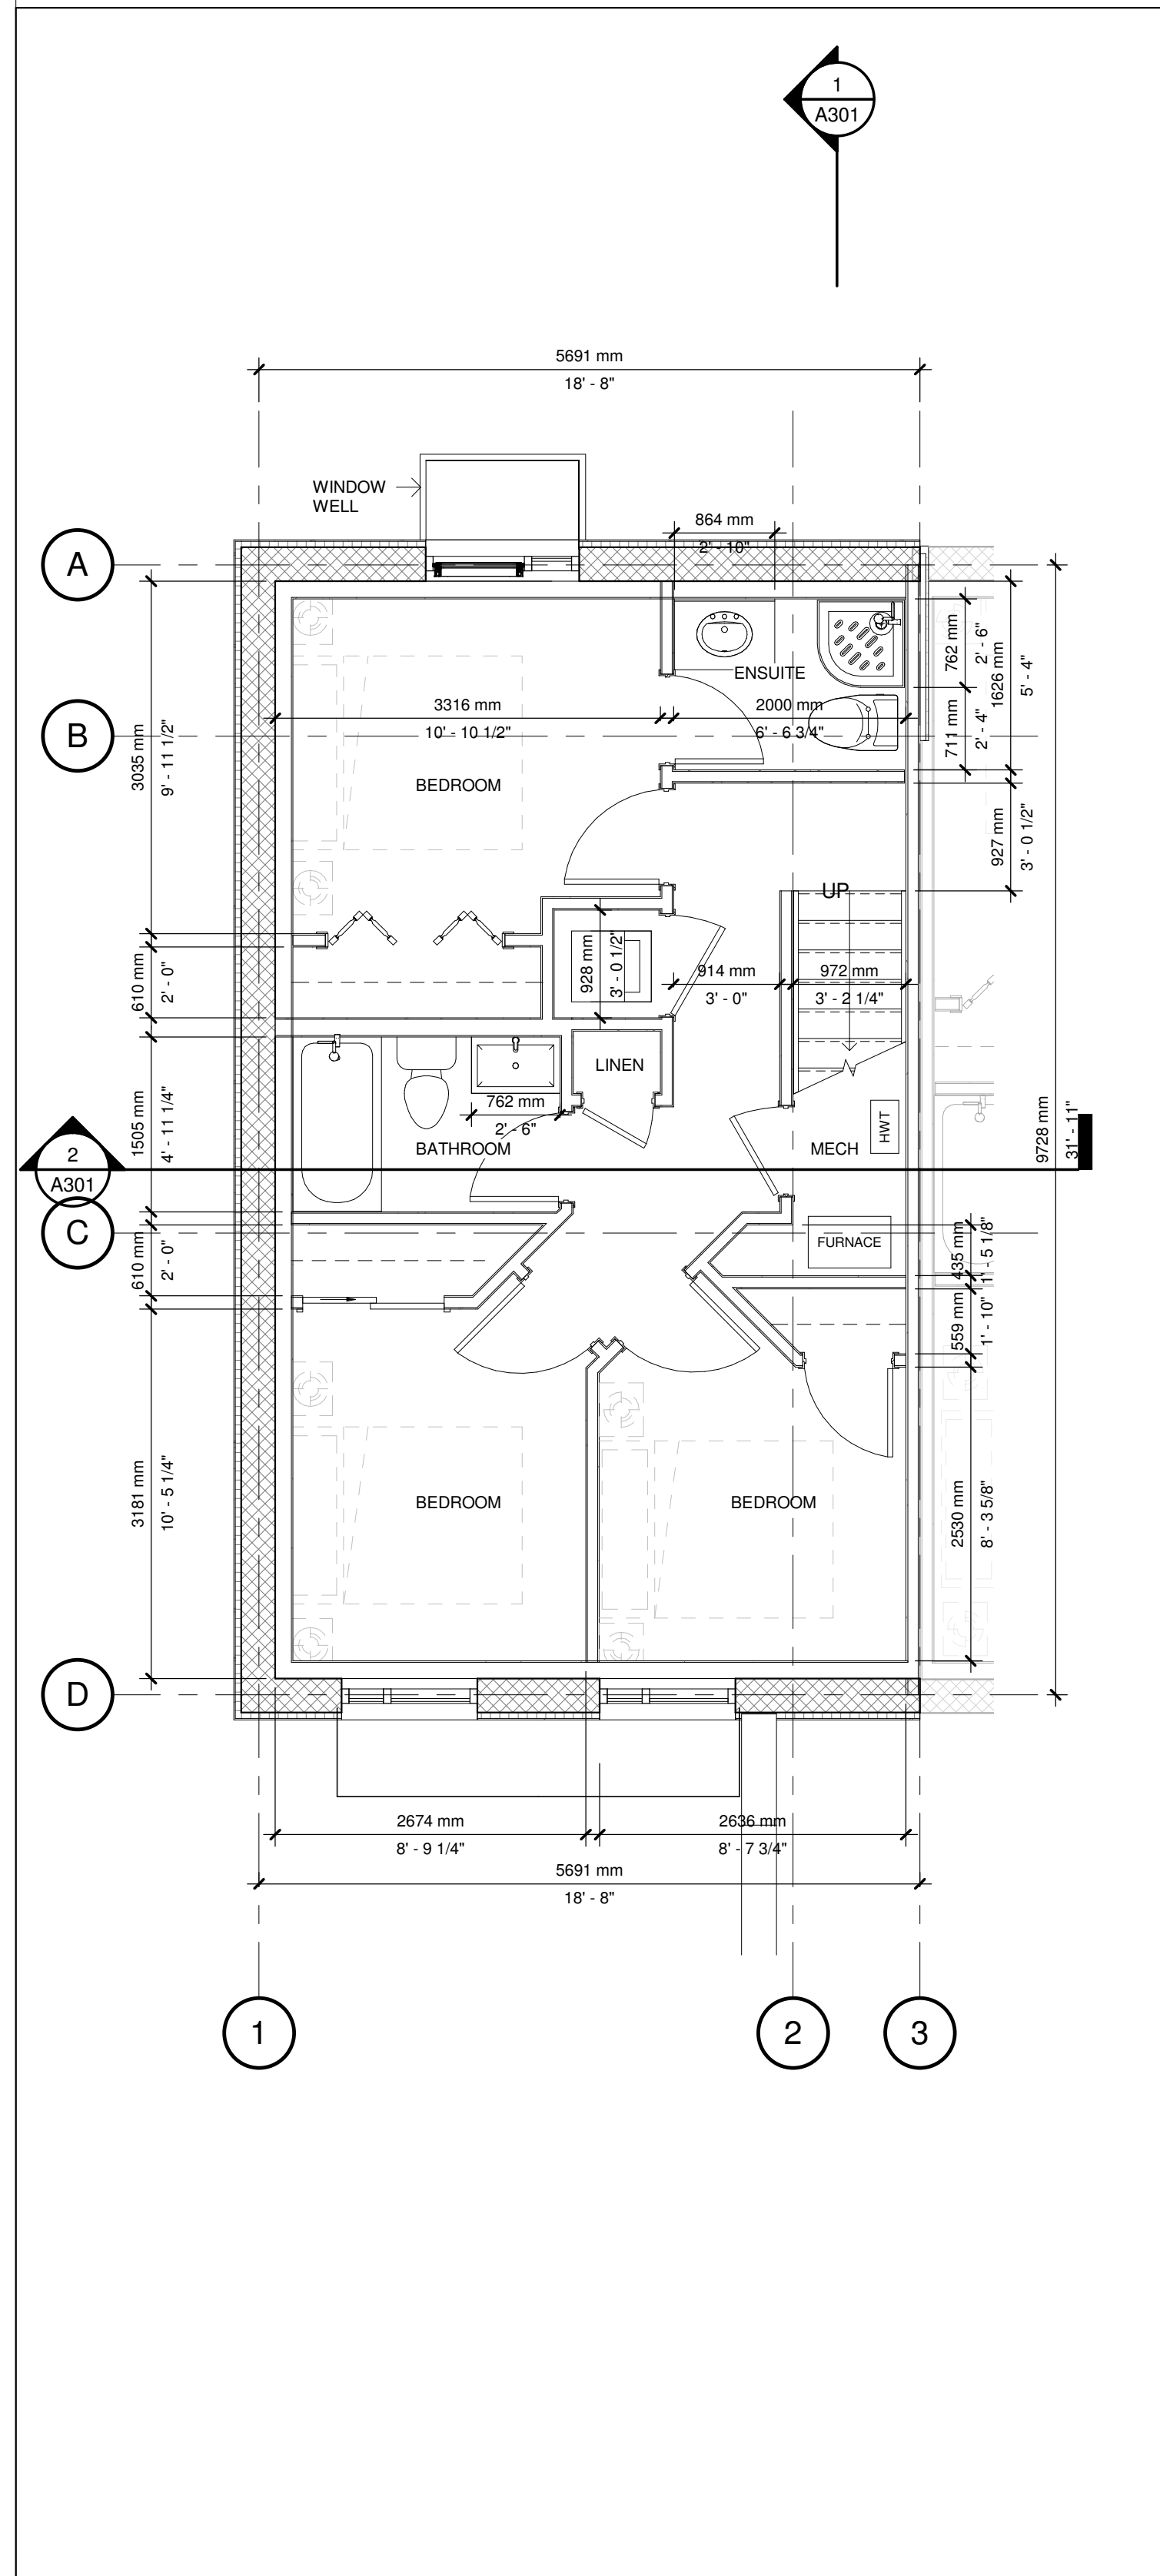 1
A301
5691 mm
18' - 8"
WINDOW
WELL
864 mm
2' - 10"
A
762 mm
2' - 6"
1626 mm
5' - 4"
ENSUITE
3316 mm
10' - 10 1/2"
2000 mm
6' - 6 3/4"
711 mm
2' - 4"
B
3035 mm
9' - 11 1/2"
BEDROOM
927 mm
3' - 0 1/2"
UP
928 mm
3' - 0 1/2"
914 mm
3' - 0"
972 mm
3' - 2 1/4"
610 mm
2' - 0"
LINEN
762 mm
2' - 6"
1505 mm
4' - 11 1/4"
BATHROOM
MECH
HWT
9728 mm
31' - 11"
2
A301
C
610 mm
2' - 0"
FURNACE
435 mm
1' - 5 1/8"
559 mm
1' - 10"
3181 mm
10' - 5 1/4"
BEDROOM
BEDROOM
2530 mm
8' - 3 5/8"
D
2674 mm
8' - 9 1/4"
2636 mm
8' - 7 3/4"
5691 mm
18' - 8"
1
2
3